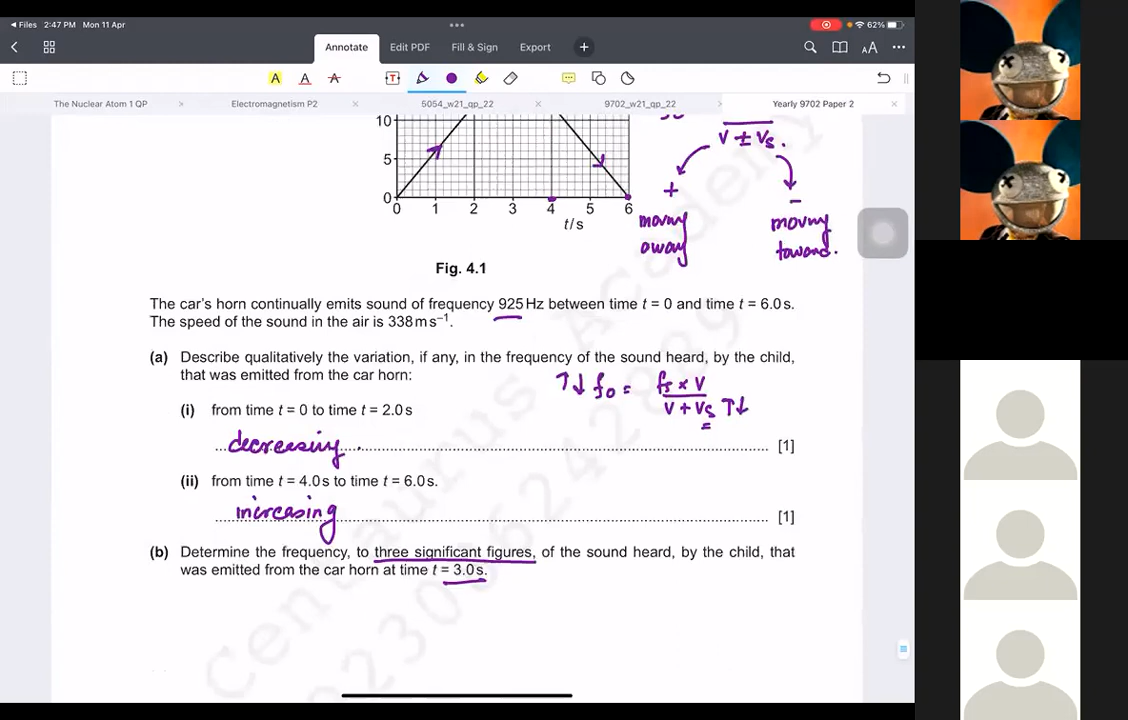 Files 2:47 PM Mon 11 Apr
62%
Annotate Edit PDF Fill & Sign Export
The Nuclear Atom 1 QP Electromagnetism P2 5054_w21_qp_22 9702_w21_qp_22 Yearly 9702 Paper 2
10
5
0
0 1 2 3 4 5 6
t/s
V ± Vs.
+
moving
away
-
moving
toward.
Fig. 4.1
The car's horn continually emits sound of frequency 925 Hz between time t = 0 and time t = 6.0 s.
The speed of the sound in the air is 338 m s⁻¹.
(a) Describe qualitatively the variation, if any, in the frequency of the sound heard, by the child,
that was emitted from the car horn:
↑↓ fo = fs × V
V + Vs ↑↓
(i) from time t = 0 to time t = 2.0 s
decreasing. [1]
(ii) from time t = 4.0 s to time t = 6.0 s.
increasing [1]
(b) Determine the frequency, to three significant figures, of the sound heard, by the child, that
was emitted from the car horn at time t = 3.0 s.
Centaurus Academy
923006242889